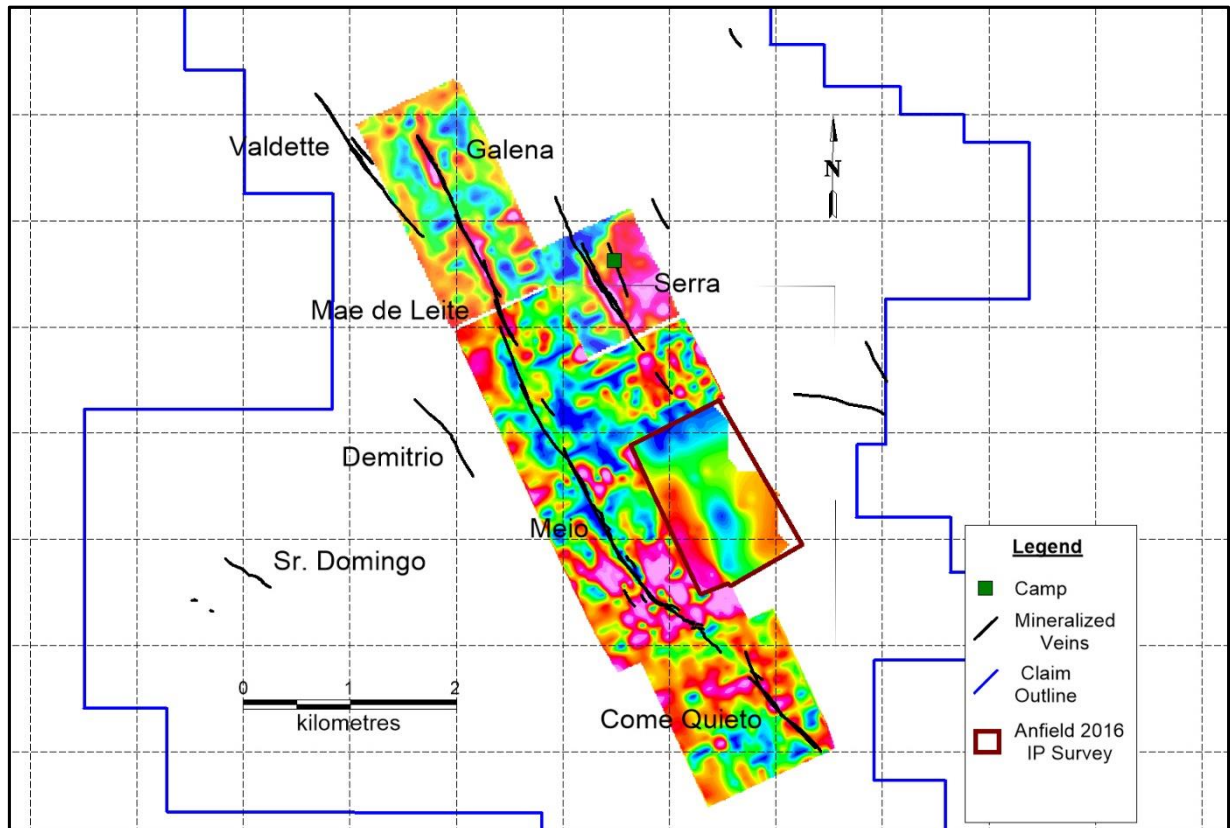 Valdette
Galena
N
Serra
Mae de Leite
Demitrio
Meio
Sr. Domingo
0 2
kilometres
Come Quieto
Legend
Camp
Mineralized
Veins
Claim
Outline
Anfield 2016
IP Survey